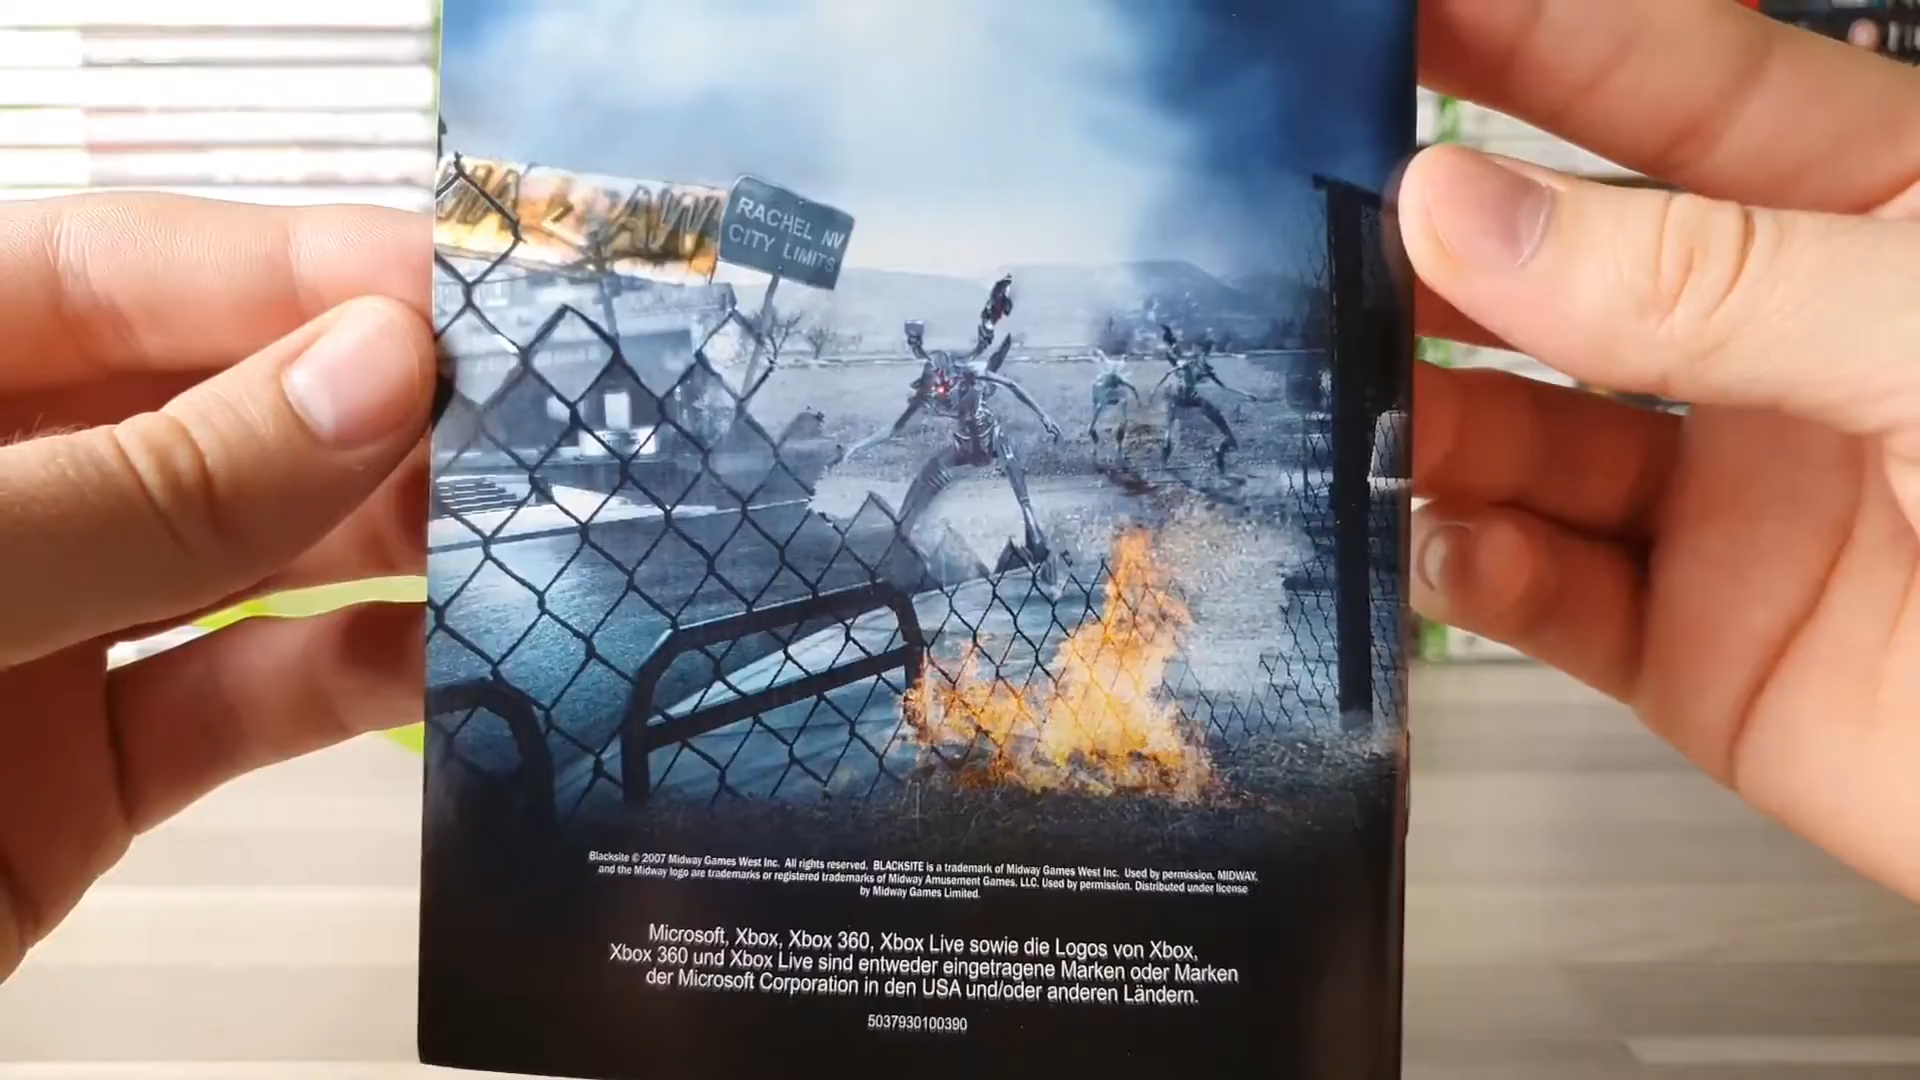 RACHEL NV
CITY LIMITS
Blacksite © 2007 Midway Games West Inc. All rights reserved. BLACKSITE is a trademark of Midway Games West Inc. Used by permission. MIDWAY,
and the Midway logo are trademarks or registered trademarks of Midway Amusement Games, LLC. Used by permission. Distributed under license
by Midway Games Limited.
Microsoft, Xbox, Xbox 360, Xbox Live sowie die Logos von Xbox,
Xbox 360 und Xbox Live sind entweder eingetragene Marken oder Marken
der Microsoft Corporation in den USA und/oder anderen Ländern.
5037930100390